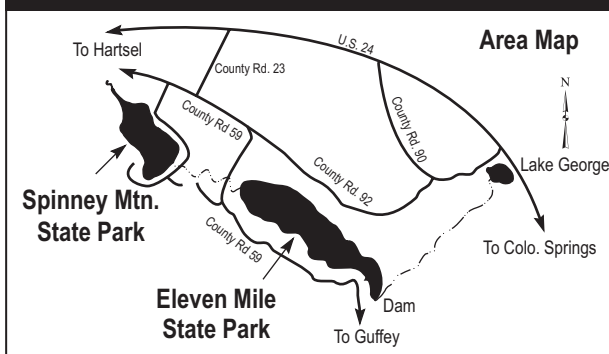 Area Map
U.S. 24
To Hartsel
County Rd. 23
N
County Rd 59
County Rd. 90
Lake George
County Rd. 92
Spinney Mtn.
State Park
County Rd 59
To Colo. Springs
Eleven Mile
State Park
Dam
To Guffey